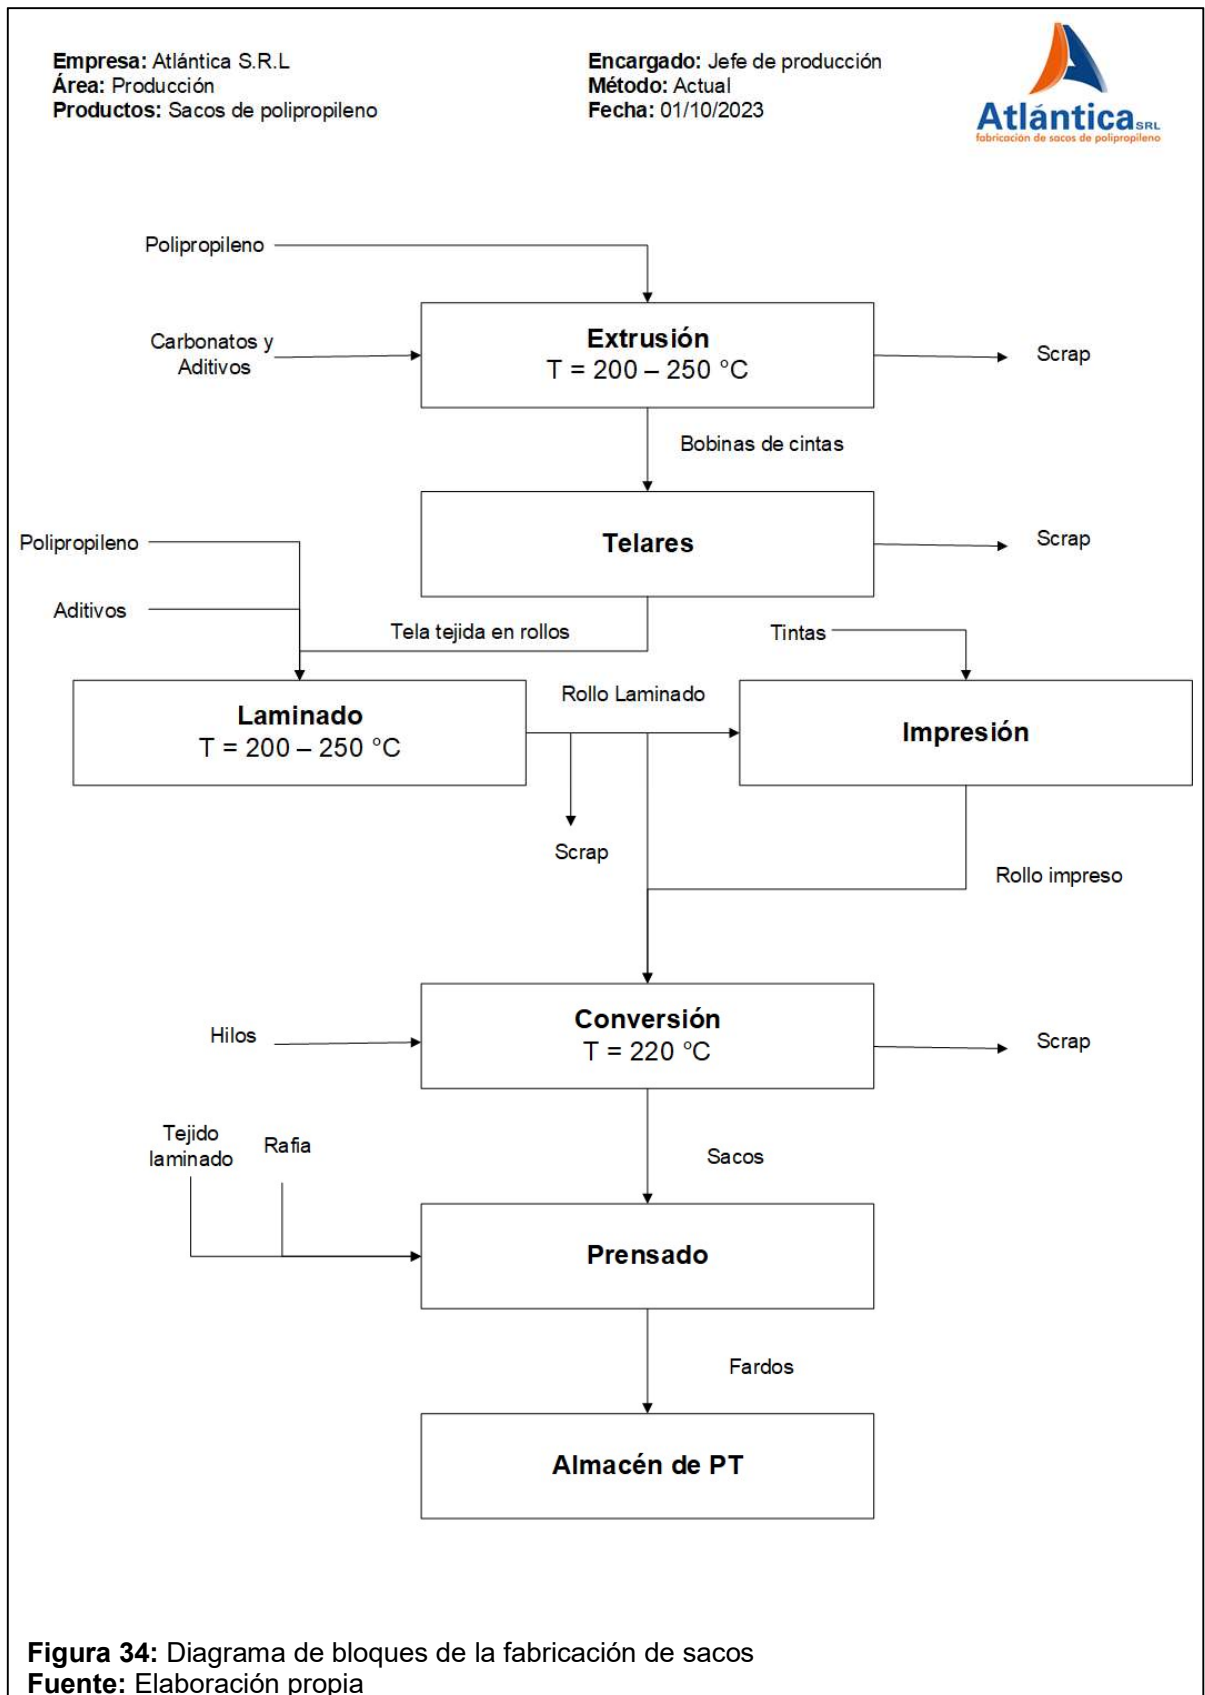 Empresa: Atlántica S.R.L
Área: Producción
Productos: Sacos de polipropileno
Encargado: Jefe de producción
Método: Actual
Fecha: 01/10/2023
Atlántica SRL
fabricación de sacos de polipropileno
Polipropileno
Carbonatos y
Aditivos
Extrusión
T = 200 – 250 °C
Scrap
Bobinas de cintas
Telares
Scrap
Polipropileno
Aditivos
Tela tejida en rollos
Tintas
Laminado
T = 200 – 250 °C
Rollo Laminado
Impresión
Scrap
Rollo impreso
Hilos
Conversión
T = 220 °C
Scrap
Tejido
laminado
Rafia
Sacos
Prensado
Fardos
Almacén de PT
Figura 34: Diagrama de bloques de la fabricación de sacos
Fuente: Elaboración propia